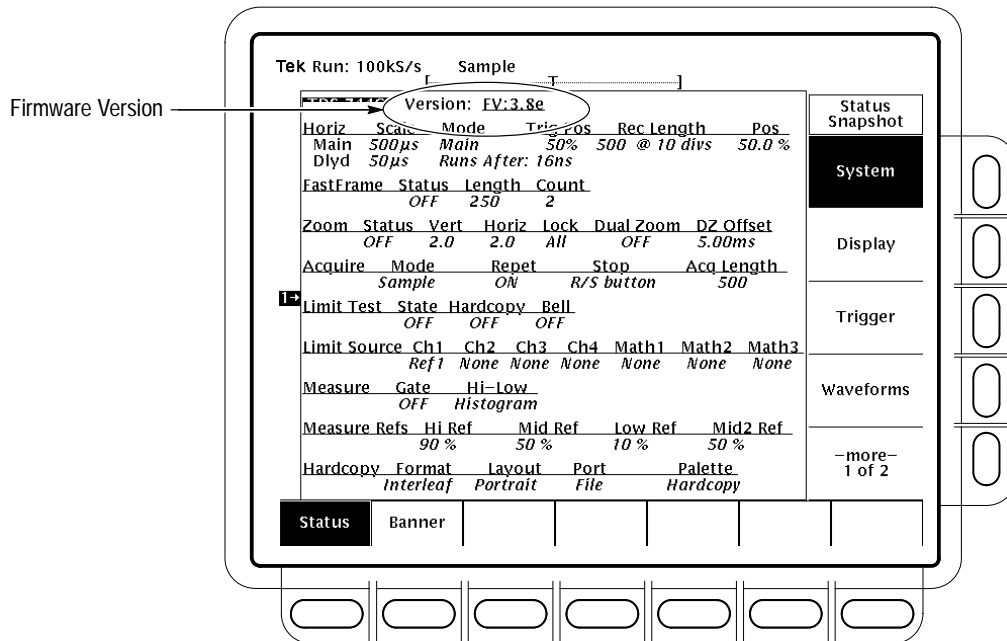 Tek Run: 100kS/s Sample
[ T ]
Firmware Version
Version: FV:3.8e
Horiz Scale Mode Trig Pos Rec Length Pos
Main 500µs Main 50% 500 @ 10 divs 50.0 %
Dlyd 50µs Runs After: 16ns
FastFrame Status Length Count
OFF 250 2
Zoom Status Vert Horiz Lock Dual Zoom DZ Offset
OFF 2.0 2.0 All OFF 5.00ms
Acquire Mode Repet Stop Acq Length
Sample ON R/S button 500
1→
Limit Test State Hardcopy Bell
OFF OFF OFF
Limit Source Ch1 Ch2 Ch3 Ch4 Math1 Math2 Math3
Ref1 None None None None None None
Measure Gate Hi-Low
OFF Histogram
Measure Refs Hi Ref Mid Ref Low Ref Mid2 Ref
90 % 50 % 10 % 50 %
Hardcopy Format Layout Port Palette
Interleaf Portrait File Hardcopy
Status
Snapshot
System
Display
Trigger
Waveforms
-more-
1 of 2
Status Banner